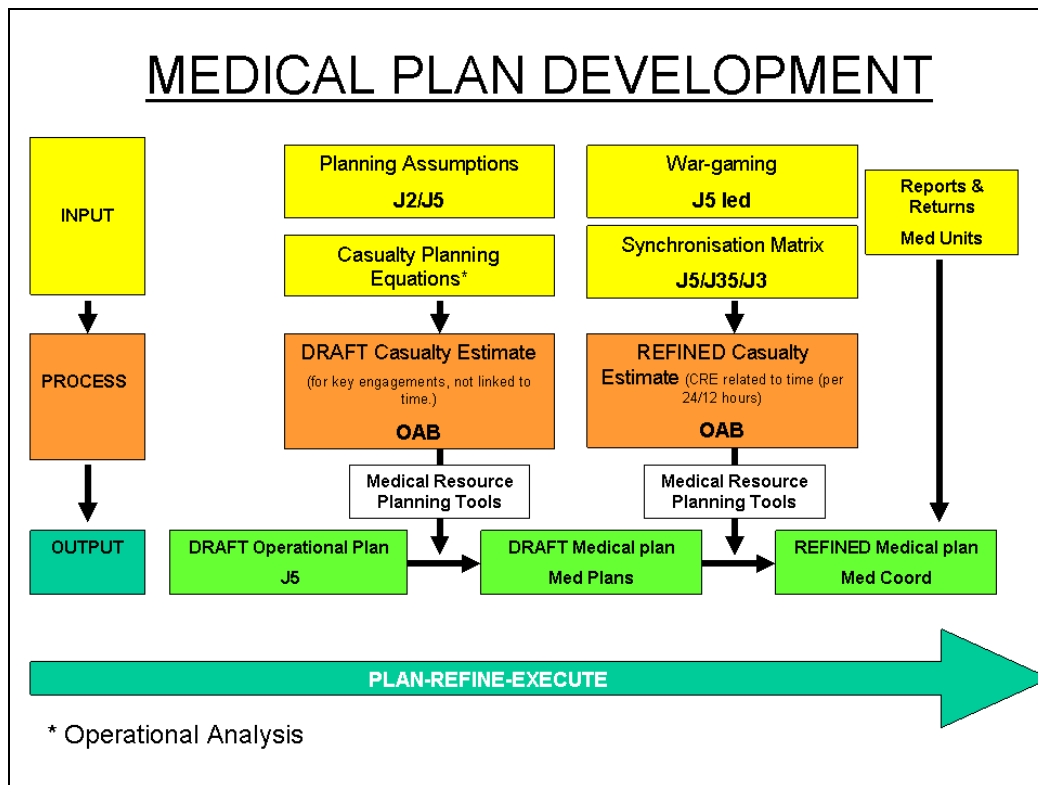 MEDICAL PLAN DEVELOPMENT
INPUT
Planning Assumptions
J2/J5
War-gaming
J5 led
Reports &
Returns
Med Units
Casualty Planning
Equations*
Synchronisation Matrix
J5/J35/J3
PROCESS
DRAFT Casualty Estimate
(for key engagements, not linked to
time.)
OAB
REFINED Casualty
Estimate (CRE related to time (per
24/12 hours)
OAB
Medical Resource
Planning Tools
Medical Resource
Planning Tools
OUTPUT
DRAFT Operational Plan
J5
DRAFT Medical plan
Med Plans
REFINED Medical plan
Med Coord
PLAN-REFINE-EXECUTE
* Operational Analysis